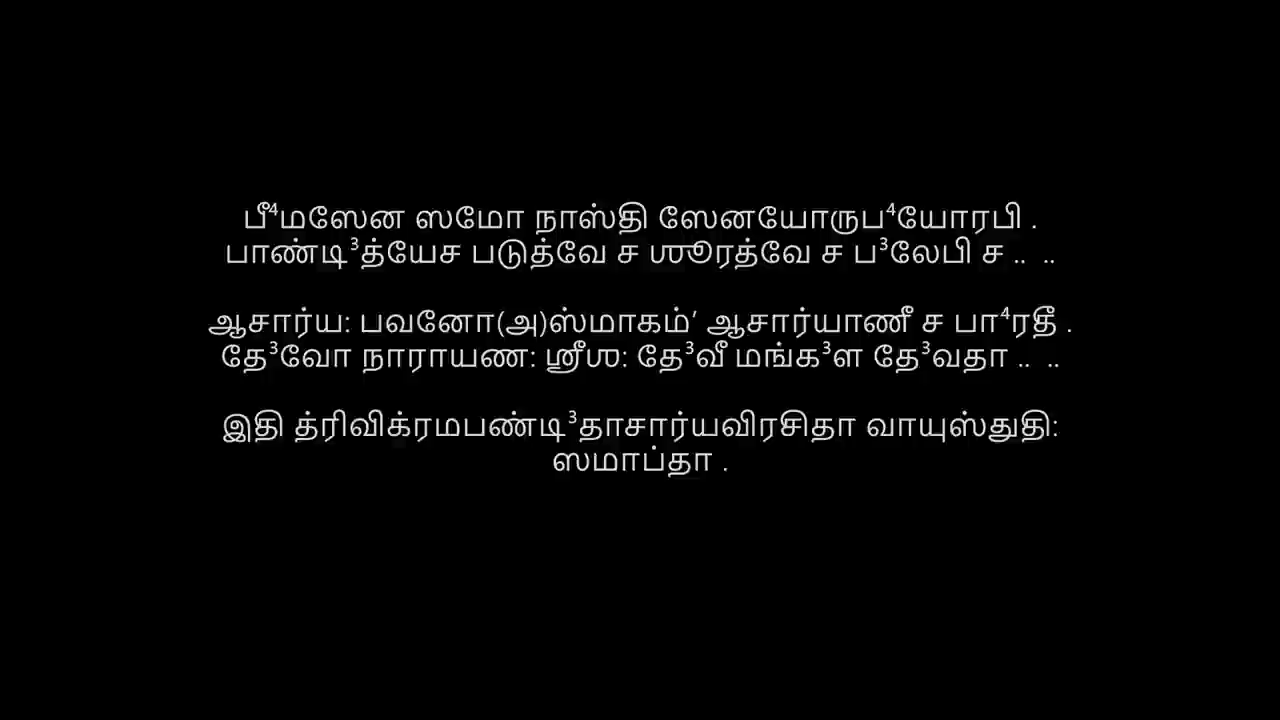 பீ⁴மஸேன ஸமோ நாஸ்தி ஸேனயோருப⁴யோரபி .
பாண்டி³த்யேச படுத்வே ச ஶூரத்வே ச ப³லேபி ச ..  ..
ஆசார்ய: பவனோ(அ)ஸ்மாகம்ʼ ஆசார்யாணீ ச பா⁴ரதீ .
தே³வோ நாராயண: ஶ்ரீஶ: தே³வீ மங்க³ள தே³வதா ..  ..
இதி த்ரிவிக்ரமபண்டி³தாசார்யவிரசிதா வாயுஸ்துதி:
ஸமாப்தா .